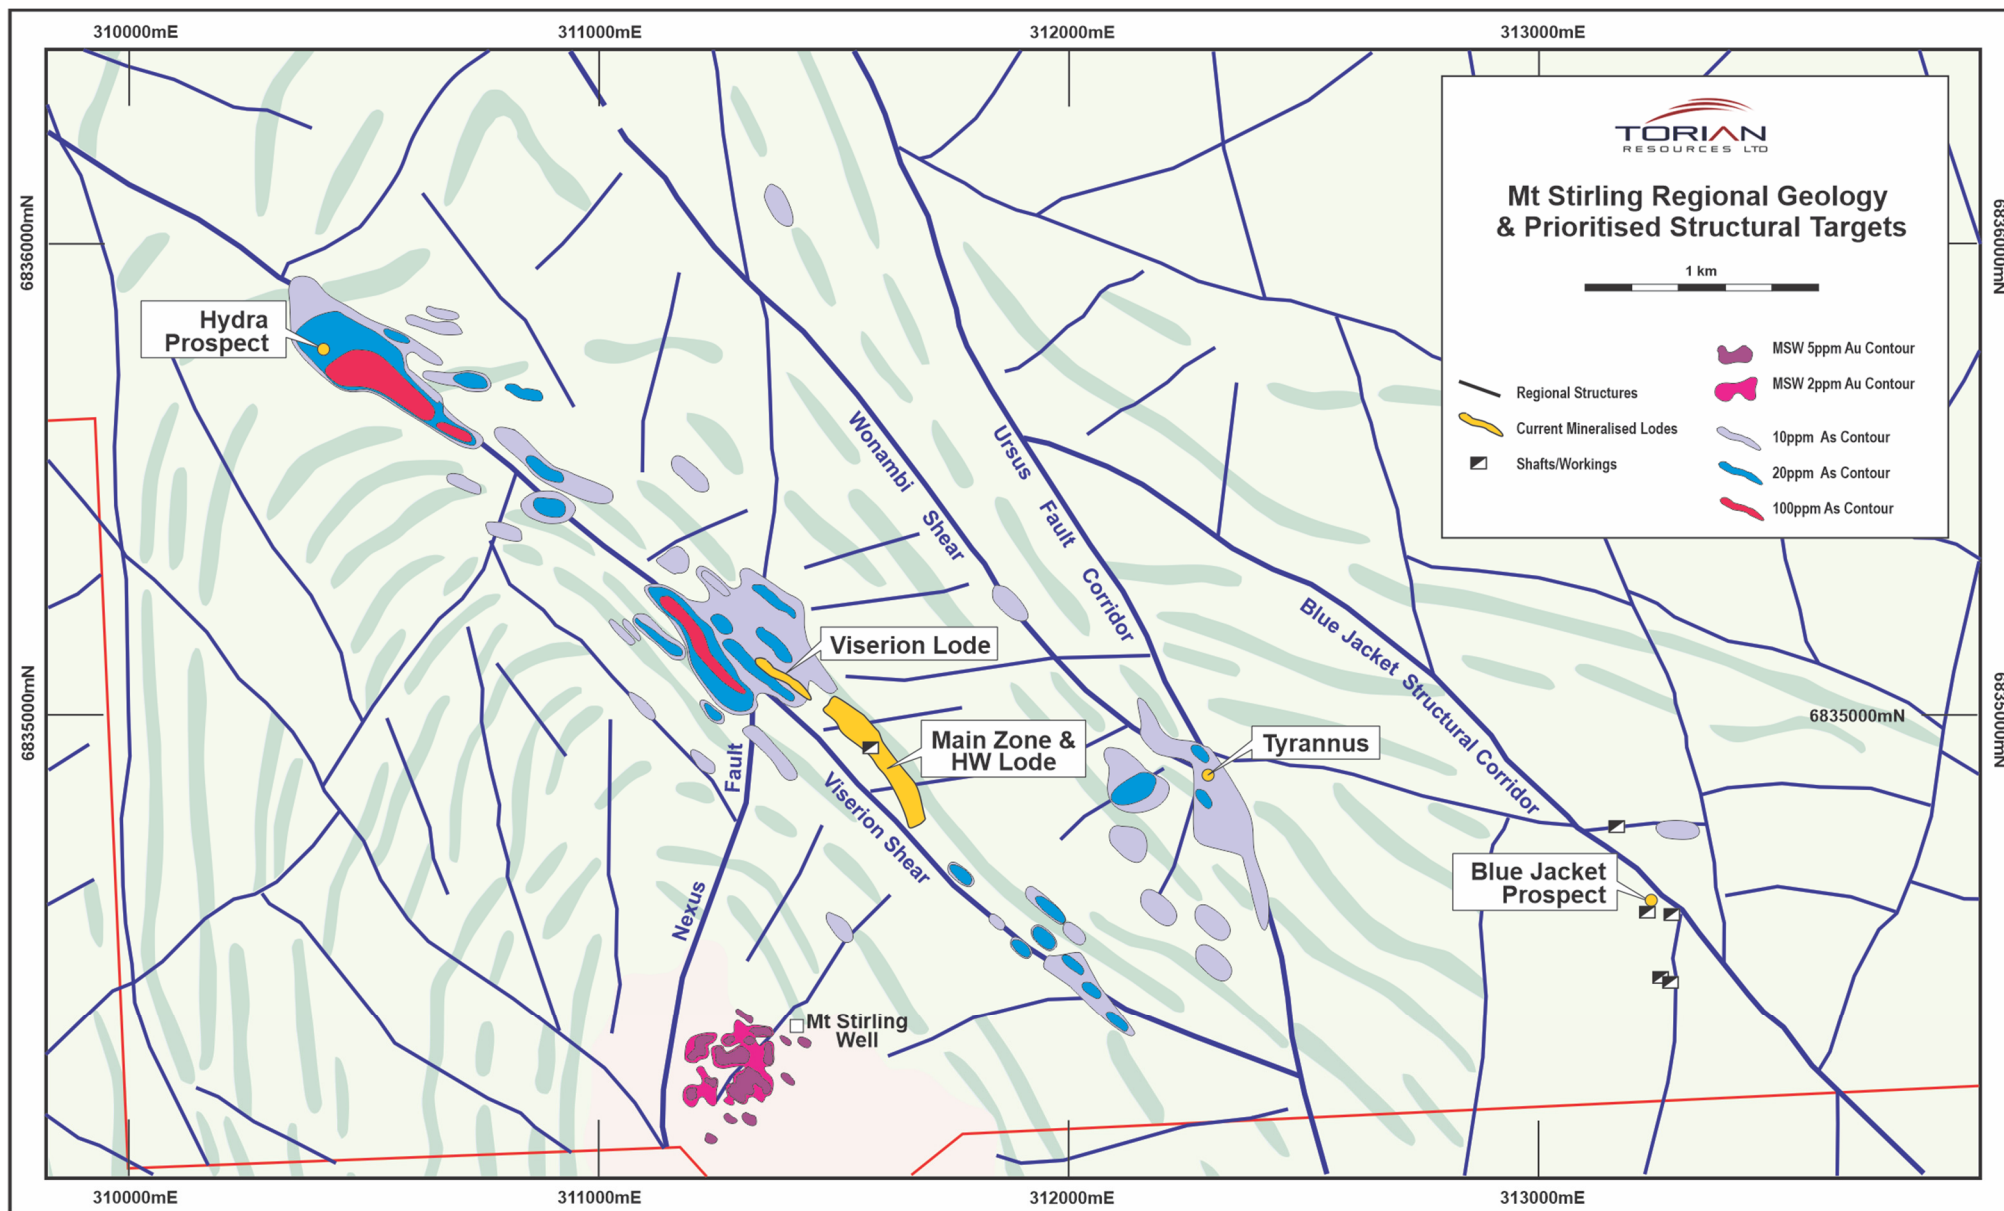 310000mE
311000mE
312000mE
313000mE
6836000mN
6836000mN
TORIAN
RESOURCES LTD
Mt Stirling Regional Geology
& Prioritised Structural Targets
1 km
Regional Structures
Current Mineralised Lodes
Shafts/Workings
MSW 5ppm Au Contour
MSW 2ppm Au Contour
10ppm As Contour
20ppm As Contour
100ppm As Contour
Hydra
Prospect
Wonambi
Shear
Ursus
Fault
Corridor
Blue Jacket Structural Corridor
Viserion Lode
Main Zone &
HW Lode
Tyrannus
6835000mN
6835000mN
6835000mN
Fault
Nexus
Viserion Shear
Blue Jacket
Prospect
Mt Stirling
Well
310000mE
311000mE
312000mE
313000mE